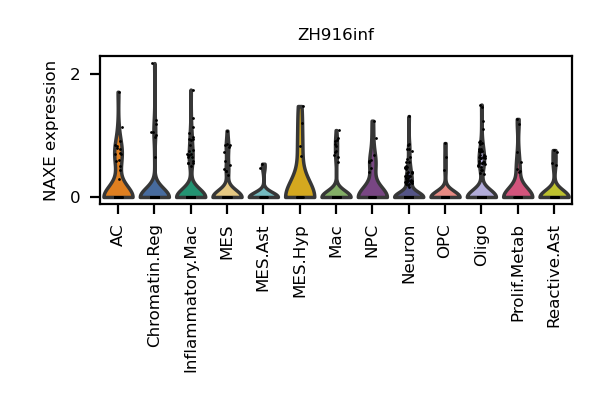 ZH916inf
NAXE expression
2
0
AC
Chromatin.Reg
Inflammatory.Mac
MES
MES.Ast
MES.Hyp
Mac
NPC
Neuron
OPC
Oligo
Prolif.Metab
Reactive.Ast